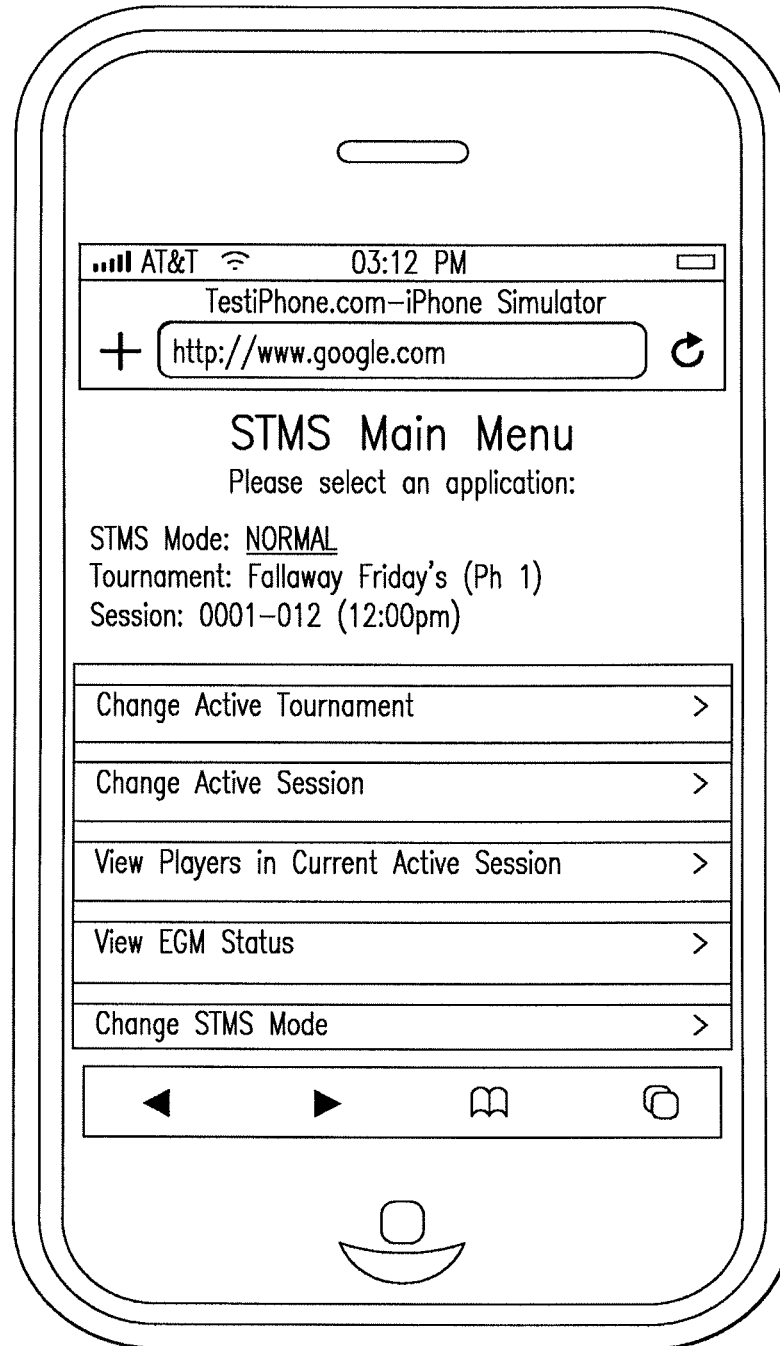 AT&T 03:12 PM
TestiPhone.com-iPhone Simulator
http://www.google.com
STMS Main Menu
Please select an application:
STMS Mode: NORMAL
Tournament: Fallaway Friday's (Ph 1)
Session: 0001-012 (12:00pm)
Change Active Tournament >
Change Active Session >
View Players in Current Active Session >
View EGM Status >
Change STMS Mode >